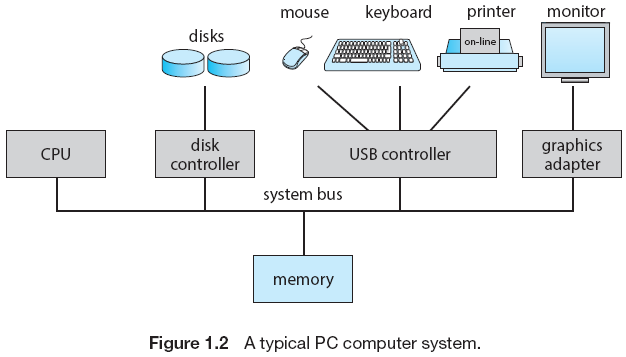 mouse keyboard printer monitor
disks
on-line
CPU
disk
controller
USB controller
graphics
adapter
system bus
memory
Figure 1.2 A typical PC computer system.